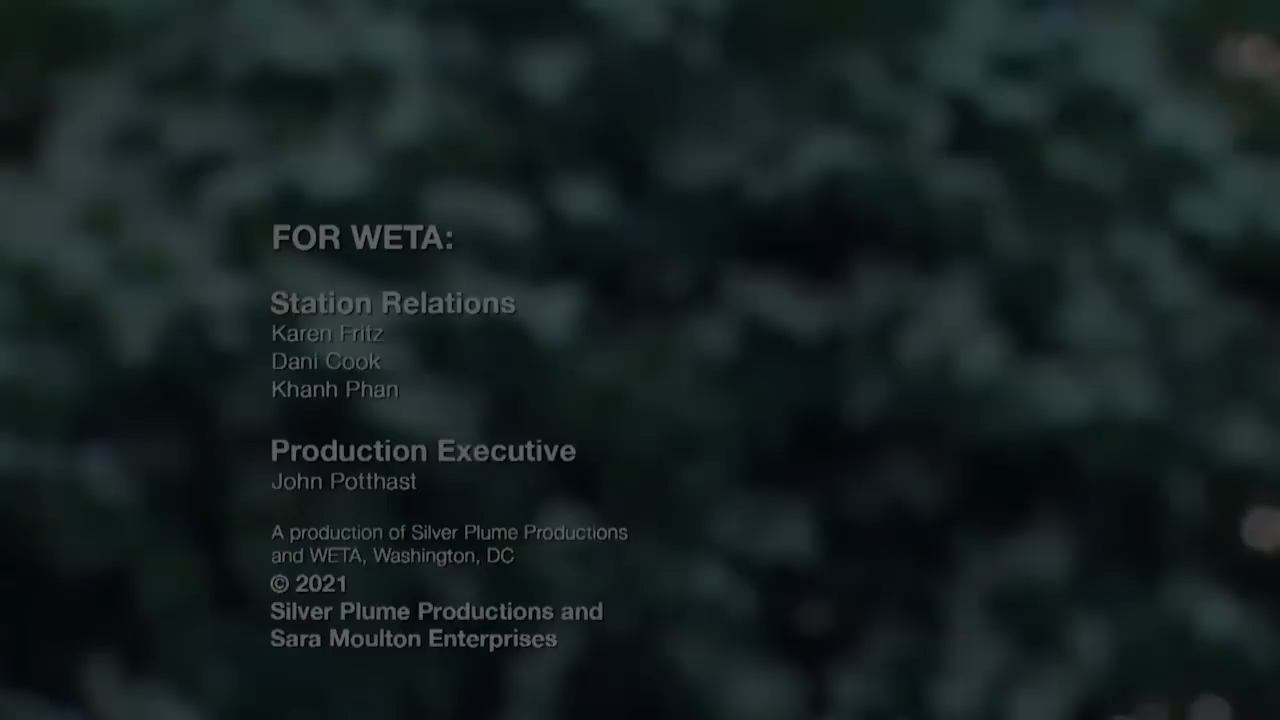 FOR WETA:
Station Relations
Karen Fritz
Dani Cook
Khanh Phan
Production Executive
John Potthast
A production of Silver Plume Productions
and WETA, Washington, DC
© 2021
Silver Plume Productions and
Sara Moulton Enterprises